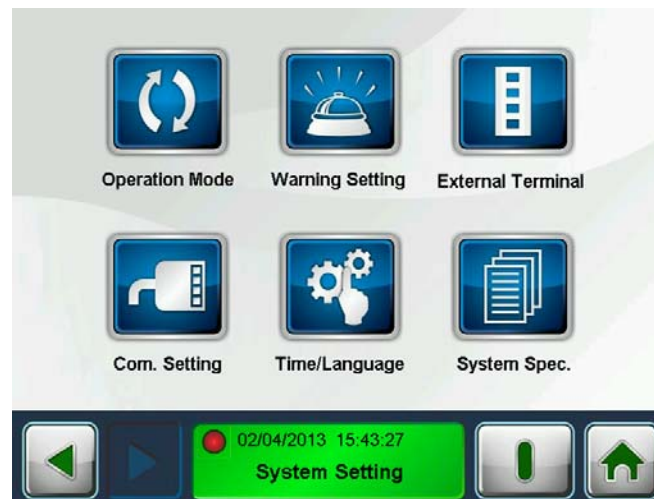 Operation Mode
Warning Setting
External Terminal
Com. Setting
Time/Language
System Spec.
02/04/2013 15:43:27
System Setting